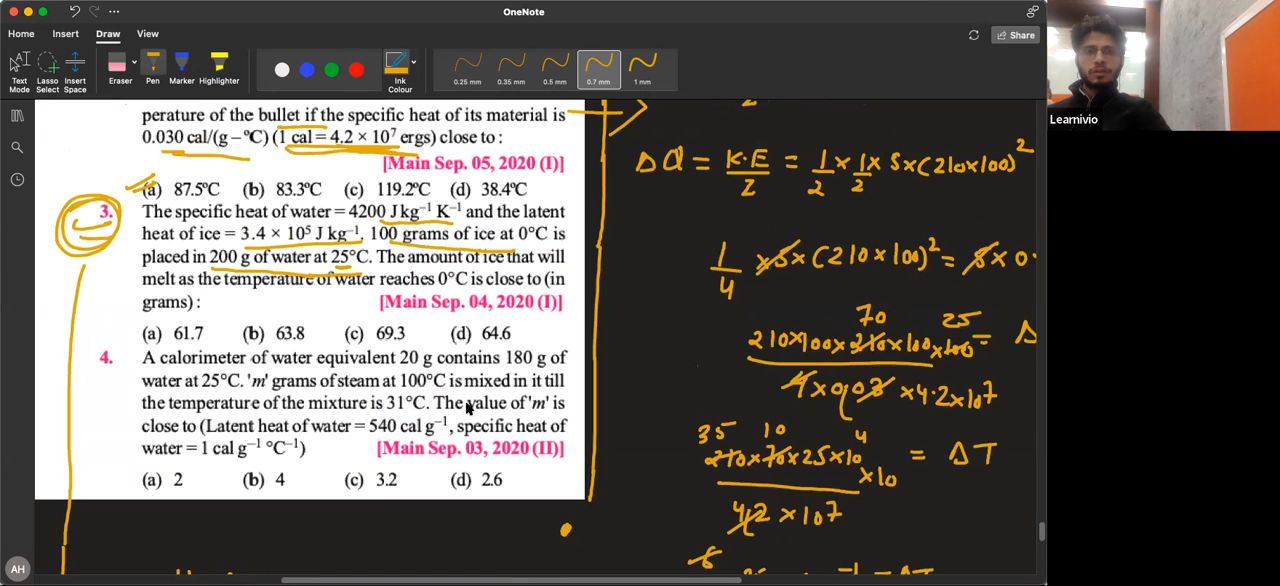 OneNote
Home Insert Draw View
Share
Text Mode
Lasso Select
Insert Space
Eraser
Pen
Marker
Highlighter
Ink Colour
0.25 mm
0.35 mm
0.5 mm
0.7 mm
1 mm
Learnivio
perature of the bullet if the specific heat of its material is
0.030 cal/(g – ºC) (1 cal = 4.2 × 10⁷ ergs) close to :
[Main Sep. 05, 2020 (I)]
(a) 87.5ºC (b) 83.3ºC (c) 119.2ºC (d) 38.4ºC
3. The specific heat of water = 4200 J kg⁻¹ K⁻¹ and the latent
heat of ice = 3.4 × 10⁵ J kg⁻¹. 100 grams of ice at 0°C is
placed in 200 g of water at 25°C. The amount of ice that will
melt as the temperature of water reaches 0°C is close to (in
grams) : [Main Sep. 04, 2020 (I)]
(a) 61.7 (b) 63.8 (c) 69.3 (d) 64.6
4. A calorimeter of water equivalent 20 g contains 180 g of
water at 25°C. 'm' grams of steam at 100°C is mixed in it till
the temperature of the mixture is 31°C. The value of 'm' is
close to (Latent heat of water = 540 cal g⁻¹, specific heat of
water = 1 cal g⁻¹ °C⁻¹) [Main Sep. 03, 2020 (II)]
(a) 2 (b) 4 (c) 3.2 (d) 2.6
ΔQ = K.E/2 = 1/2 × 1/2 × 5 × (210×100)²
1/4 × 5 × (210×100)² = 5 × 0.
70 25
210×100×210×100×100 = Δ
4×0.03 × 4.2×10⁷
35 10
210×70×25×10⁴ ×10 = ΔT
4.2 × 10⁷
AH